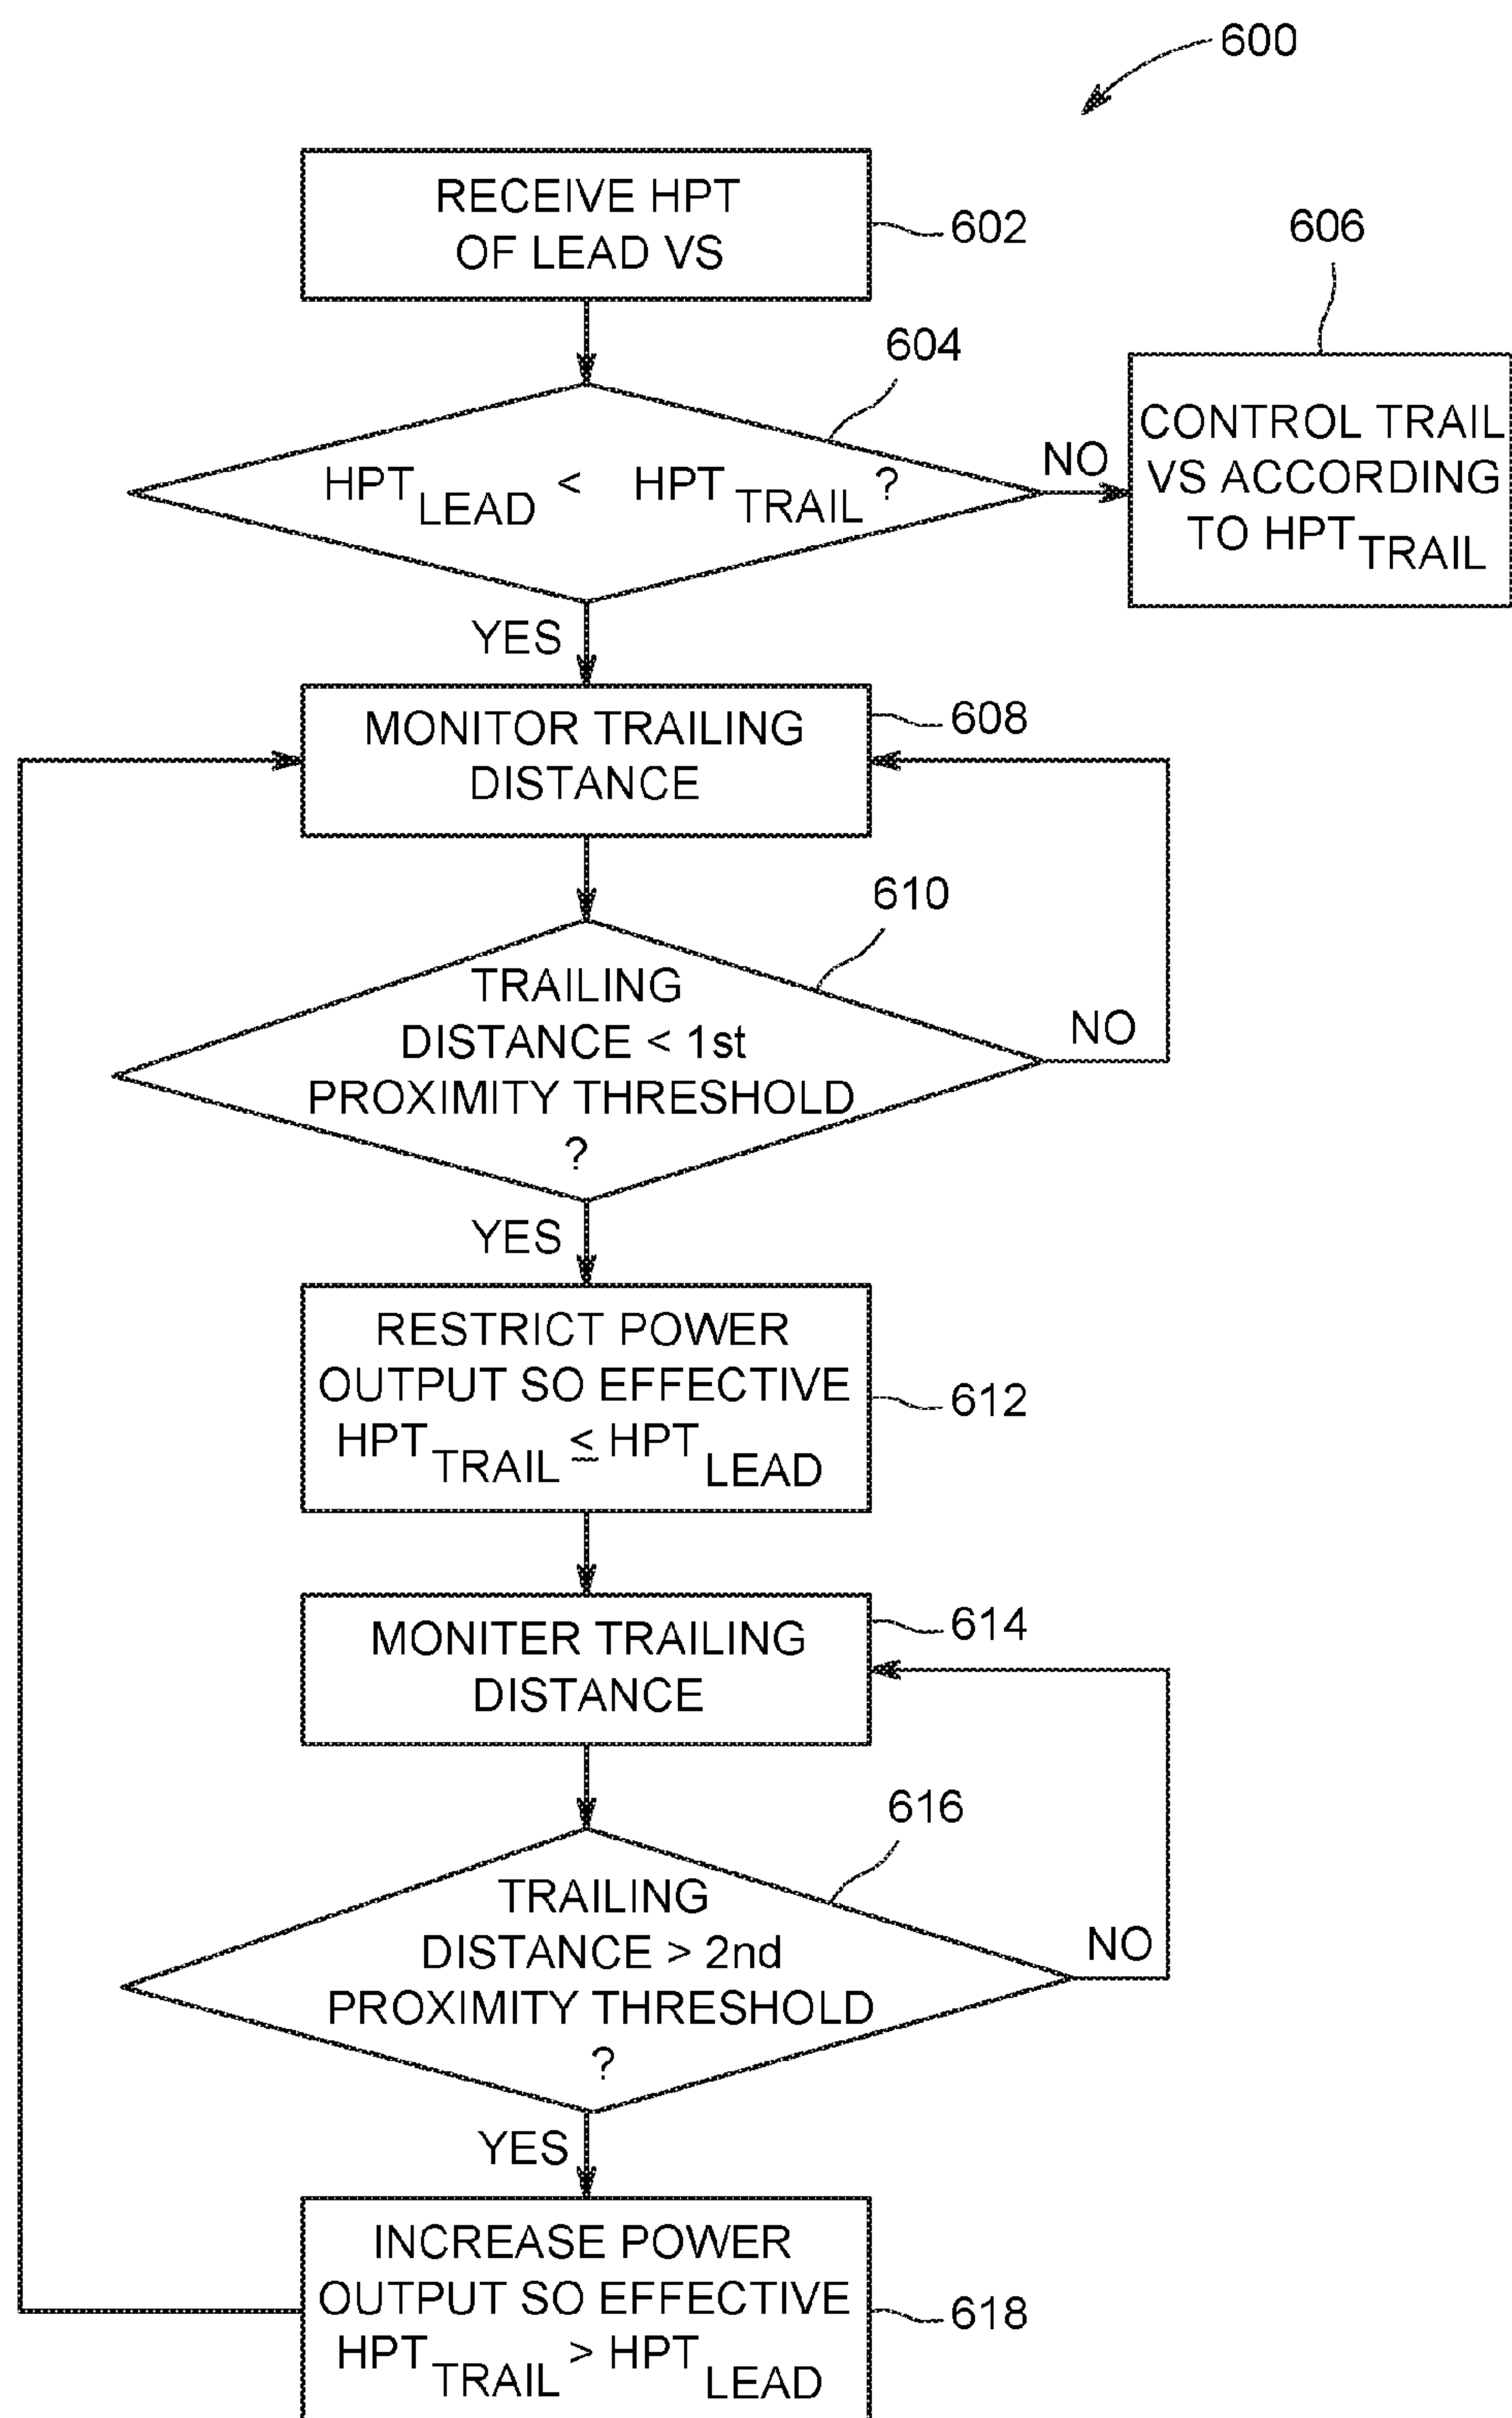 600
RECEIVE HPT
OF LEAD VS
602
604
HPT LEAD < HPT TRAIL ?
NO
606
CONTROL TRAIL
VS ACCORDING
TO HPT TRAIL
YES
MONITOR TRAILING
DISTANCE
608
610
TRAILING
DISTANCE < 1st
PROXIMITY THRESHOLD
?
NO
YES
RESTRICT POWER
OUTPUT SO EFFECTIVE
HPT TRAIL ≤ HPT LEAD
612
MONITER TRAILING
DISTANCE
614
616
TRAILING
DISTANCE > 2nd
PROXIMITY THRESHOLD
?
NO
YES
INCREASE POWER
OUTPUT SO EFFECTIVE
HPT TRAIL > HPT LEAD
618